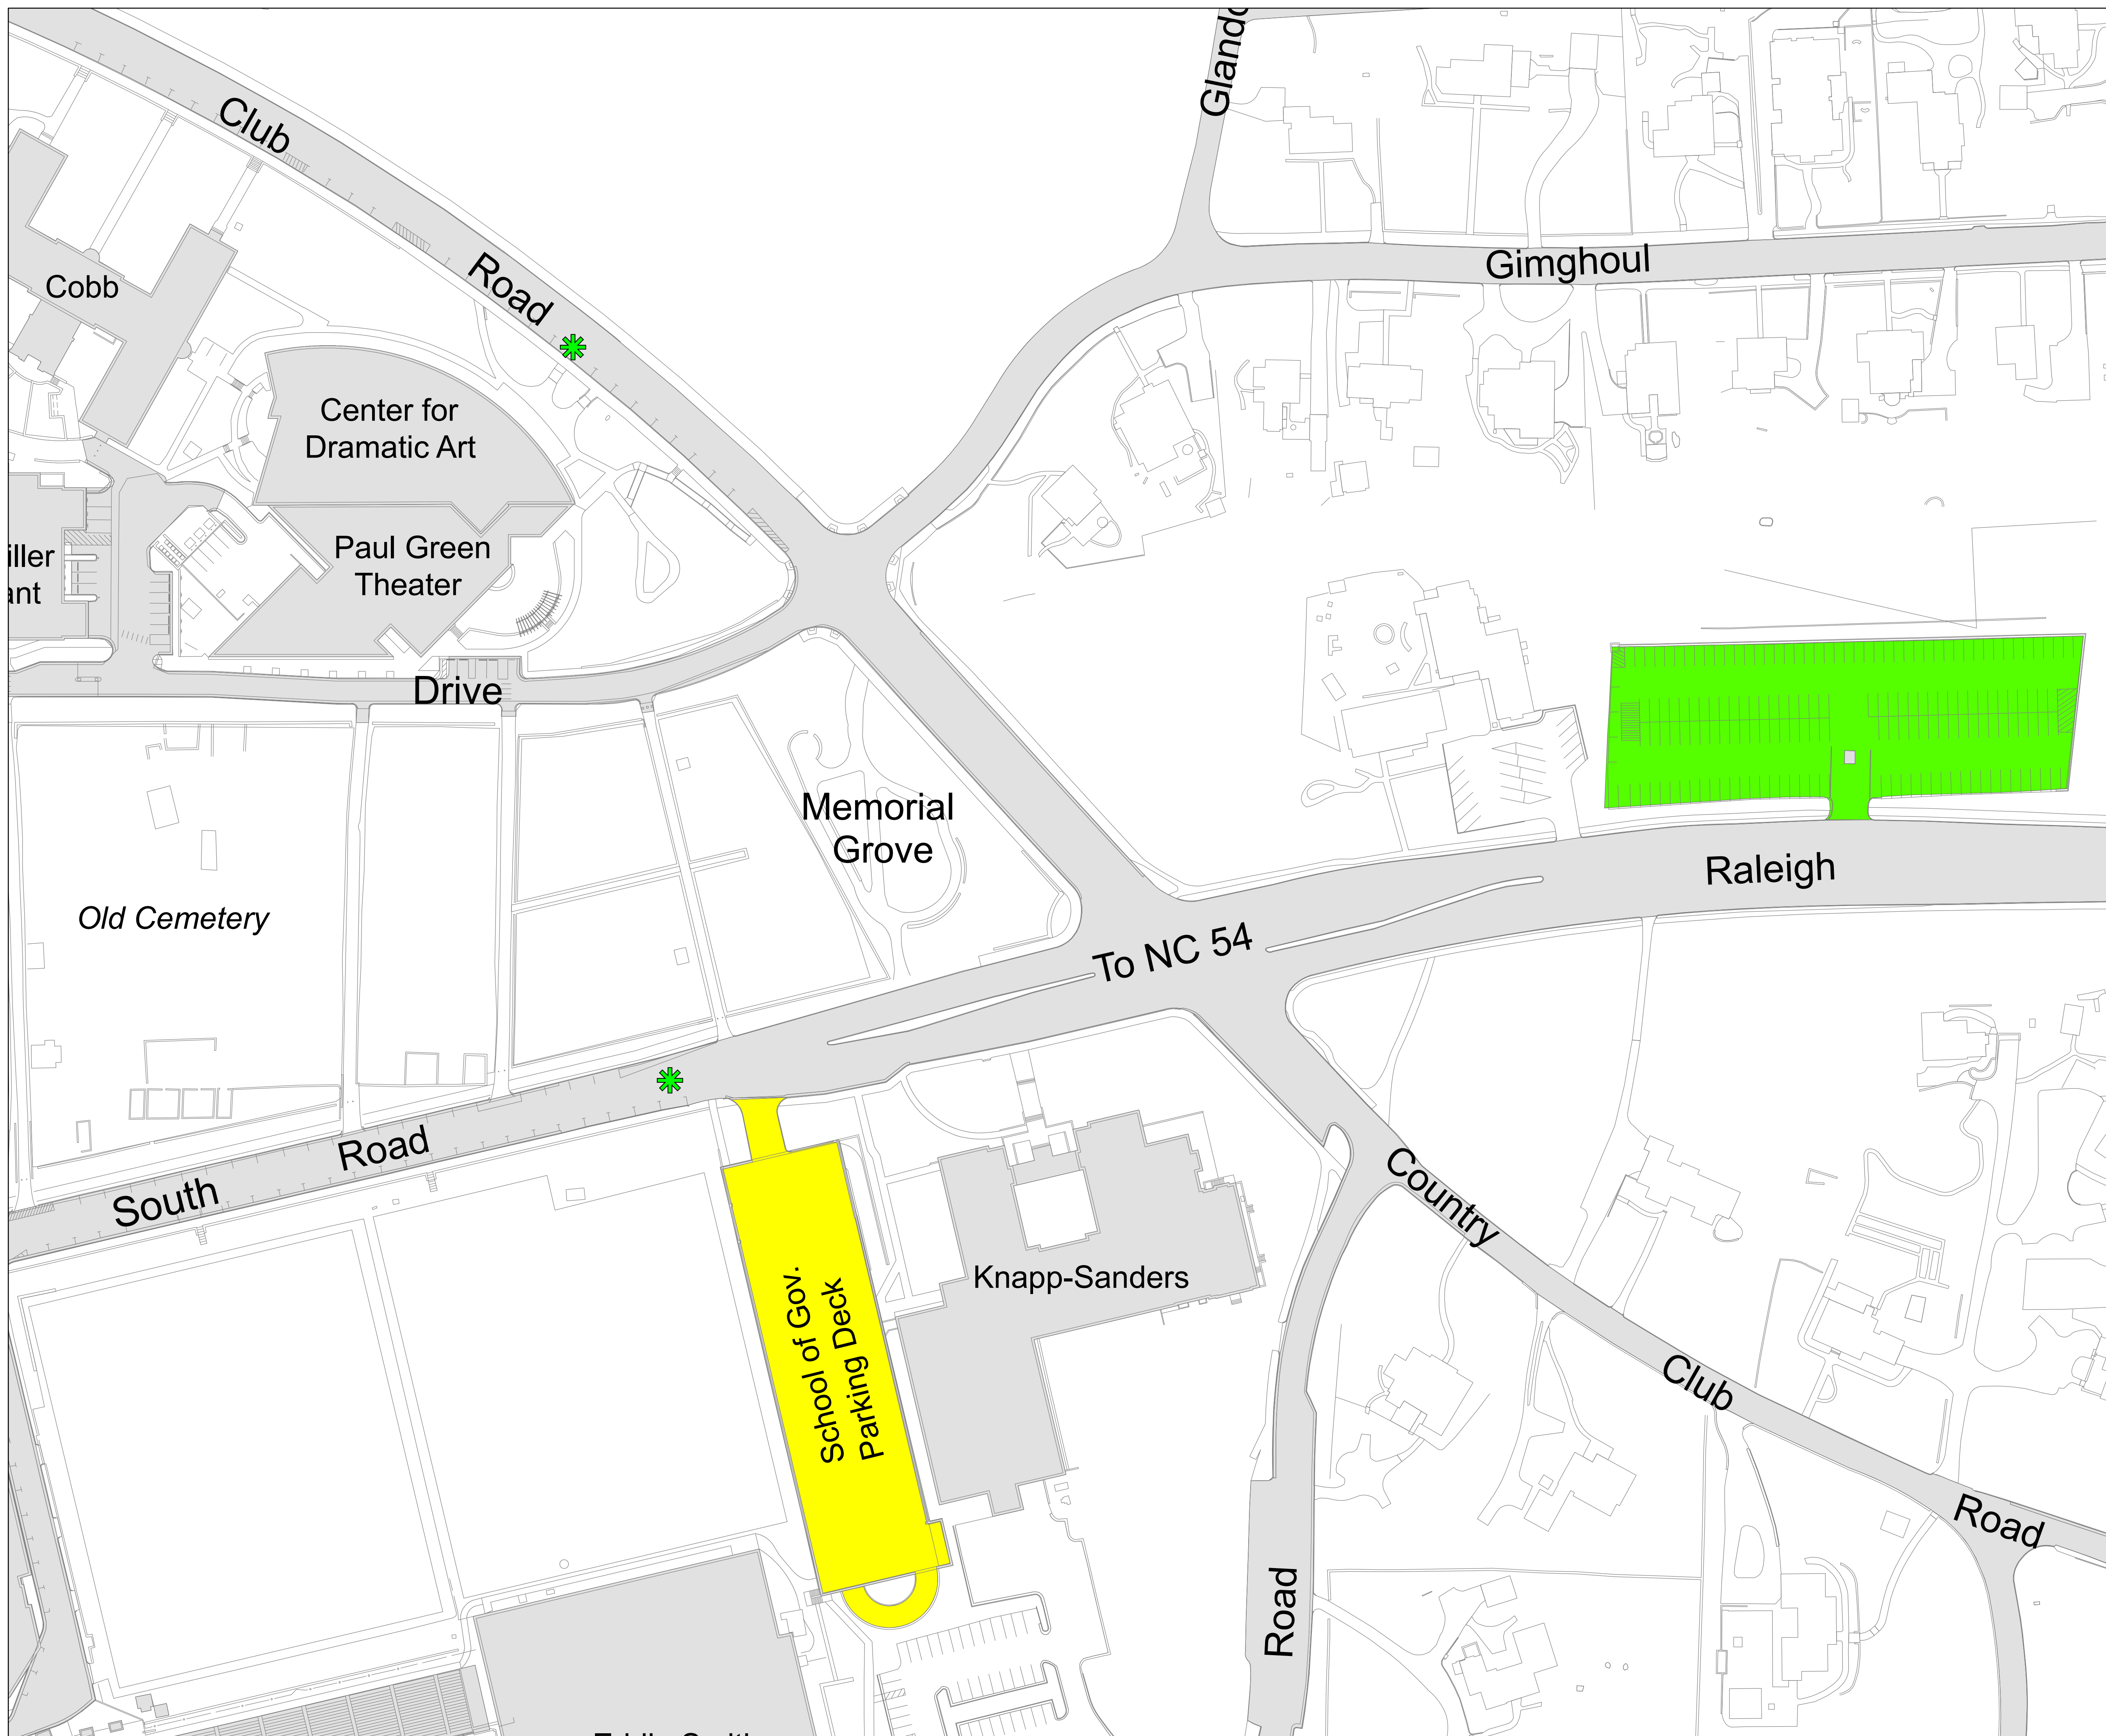 Club
Road
Gimghoul
Cobb
Center for
Dramatic Art
Paul Green
Theater
Drive
Memorial
Grove
Old Cemetery
Raleigh
To NC 54
South
Road
School of Gov.
Parking Deck
Knapp-Sanders
Country
Club
Road
Road